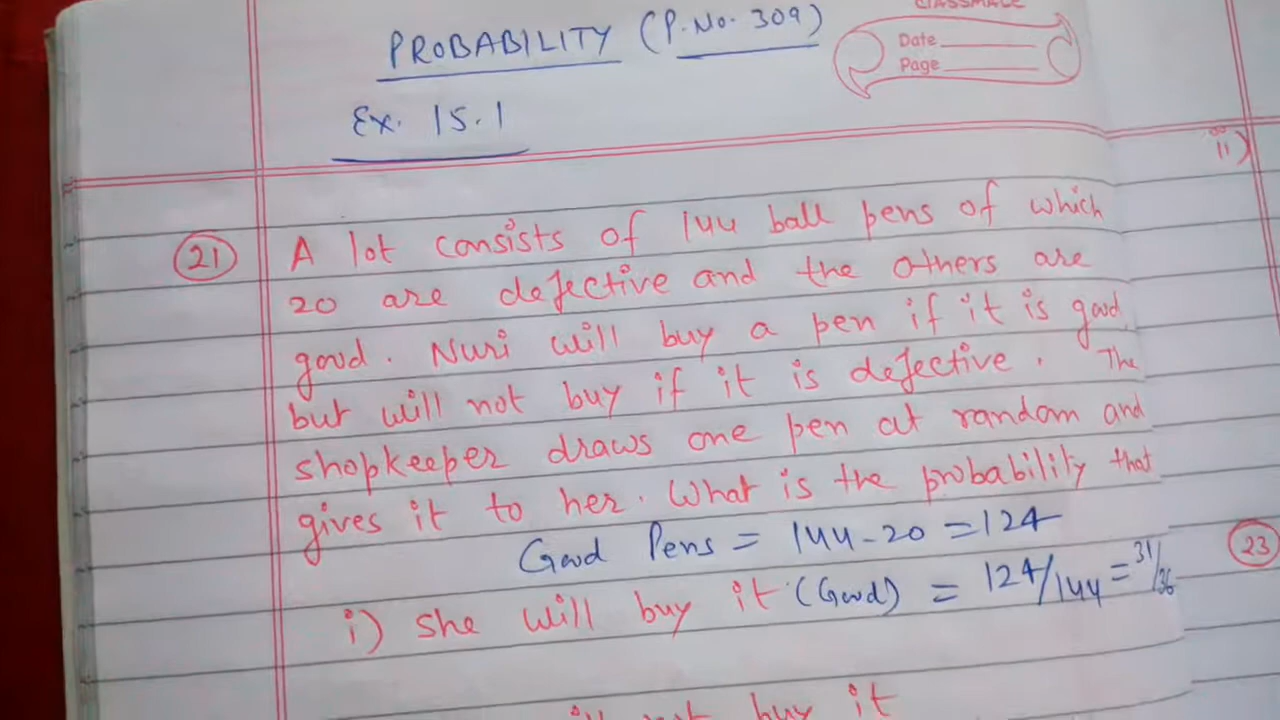 CLASSMATE
PROBABILITY (P.No. 309)
Date
Page
Ex. 15.1
ii)
21 A lot consists of 144 ball pens of which
20 are defective and the others are
good. Nuri will buy a pen if it is good,
but will not buy if it is defective. The
shopkeeper draws one pen at random and
gives it to her. What is the probability that
Good Pens = 144-20 = 124
23
i) She will buy it (Good) = 124/144 = 31/36
not buy it